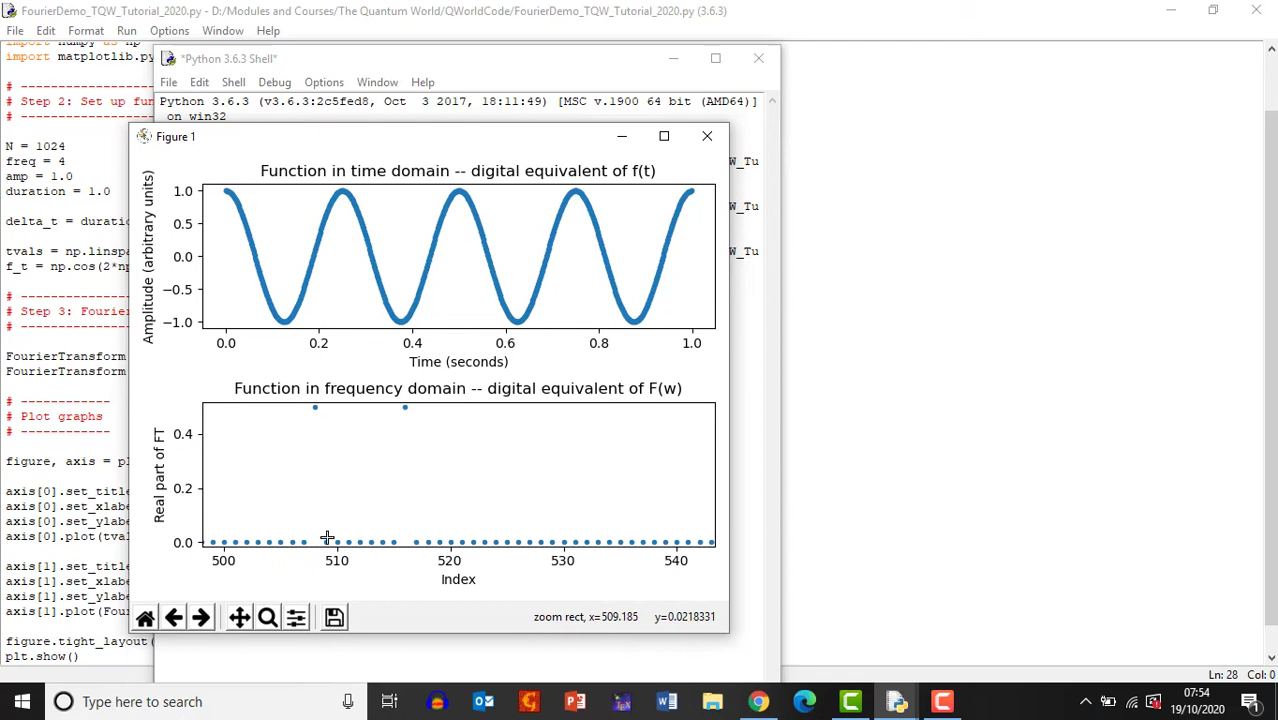 FourierDemo_TQW_Tutorial_2020.py - D:/Modules and Courses/The Quantum World/QWorldCode/FourierDemo_TQW_Tutorial_2020.py (3.6.3)
File Edit Format Run Options Window Help
import matplotlib.py
# Step 2: Set up fun
N = 1024
freq = 4
amp = 1.0
duration = 1.0
delta_t = duratio
tvals = np.linspa
f_t = np.cos(2*np
# Step 3: Fourier
FourierTransform
FourierTransform
# ------------
# Plot graphs
# ------------
figure, axis = pl
axis[0].set_title
axis[0].set_xlabe
axis[0].set_ylabe
axis[0].plot(tval
axis[1].set_title
axis[1].set_xlabe
axis[1].set_ylabe
axis[1].plot(Fou
figure.tight_layout(
plt.show()
*Python 3.6.3 Shell*
File Edit Shell Debug Options Window Help
Python 3.6.3 (v3.6.3:2c5fed8, Oct 3 2017, 18:11:49) [MSC v.1900 64 bit (AMD64)]
on win32
W_Tu
W_Tu
W_Tu
Figure 1
Function in time domain -- digital equivalent of f(t)
Amplitude (arbitrary units)
1.0
0.5
0.0
−0.5
−1.0
0.0 0.2 0.4 0.6 0.8 1.0
Time (seconds)
Function in frequency domain -- digital equivalent of F(w)
Real part of FT
0.4
0.2
0.0
500 510 520 530 540
Index
zoom rect, x=509.185 y=0.0218331
Ln: 28 Col: 0
Type here to search
07:54
19/10/2020